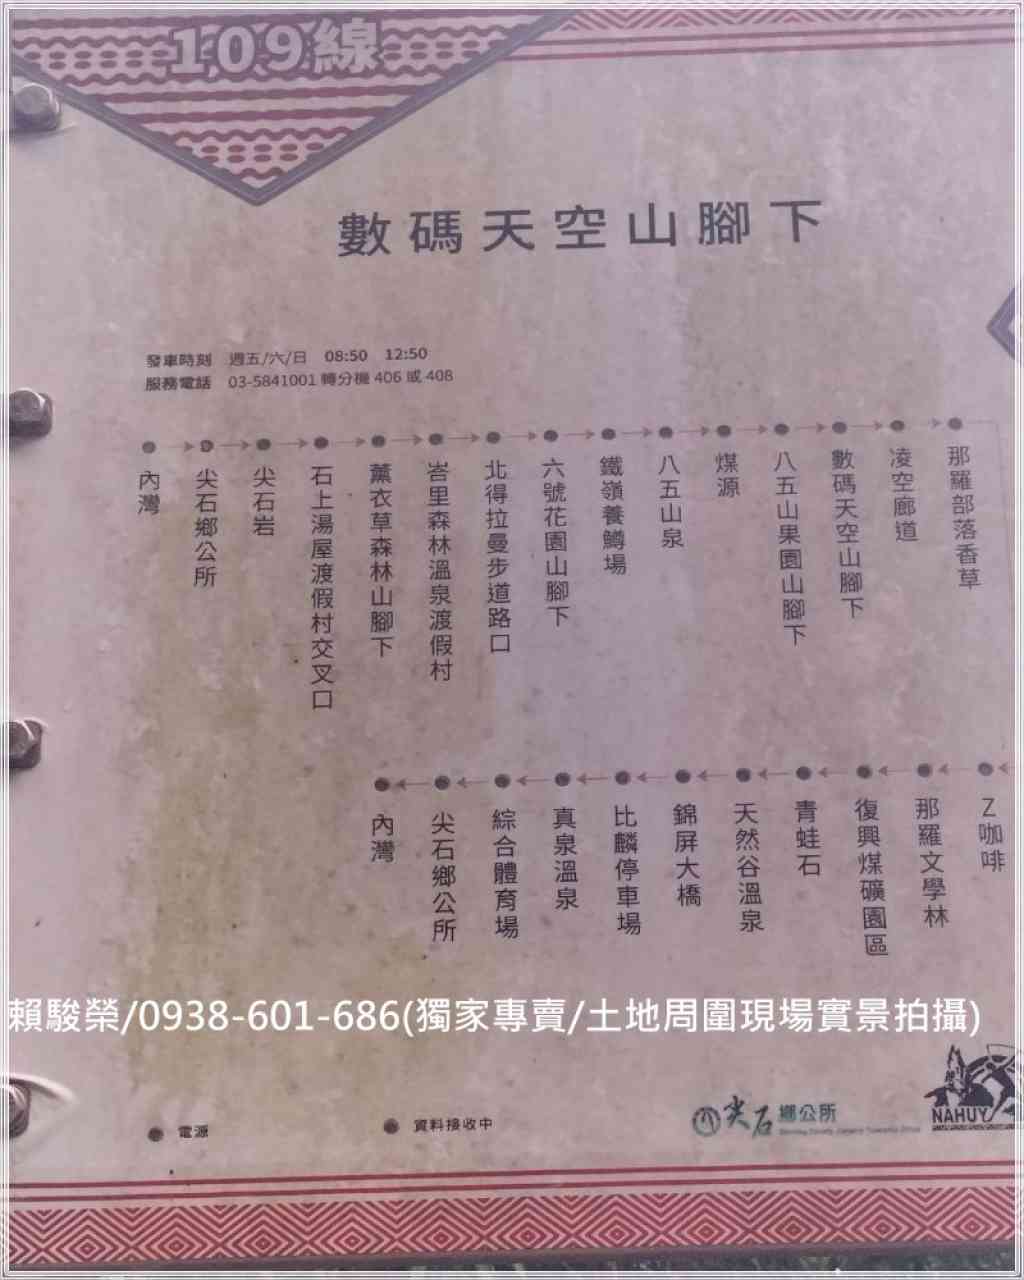 109線
數碼天空山腳下
發車時刻 週五/六/日 08:50 12:50
服務電話 03-5841001 轉分機 406 或 408
內灣
尖石鄉公所
尖石岩
石上湯屋渡假村交叉口
薰衣草森林山腳下
峇里森林溫泉渡假村
北得拉曼步道路口
六號花園山腳下
鐵嶺養鱒場
八五山泉
煤源
八五山果園山腳下
數碼天空山腳下
凌空廊道
那羅部落香草
Z咖啡
那羅文學林
復興煤礦園區
青蛙石
天然谷溫泉
錦屏大橋
比麟停車場
真泉溫泉
綜合體育場
尖石鄉公所
內灣
賴駿榮/0938-601-686(獨家專賣/土地周圍現場實景拍攝)
電源
資料接收中
尖石鄉公所
NAHUY